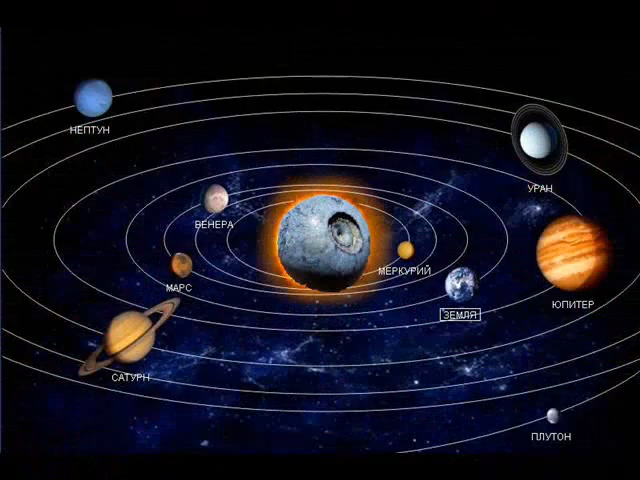 НЕПТУН
УРАН
ВЕНЕРА
МЕРКУРИЙ
МАРС
ЮПИТЕР
ЗЕМЛЯ
САТУРН
ПЛУТОН